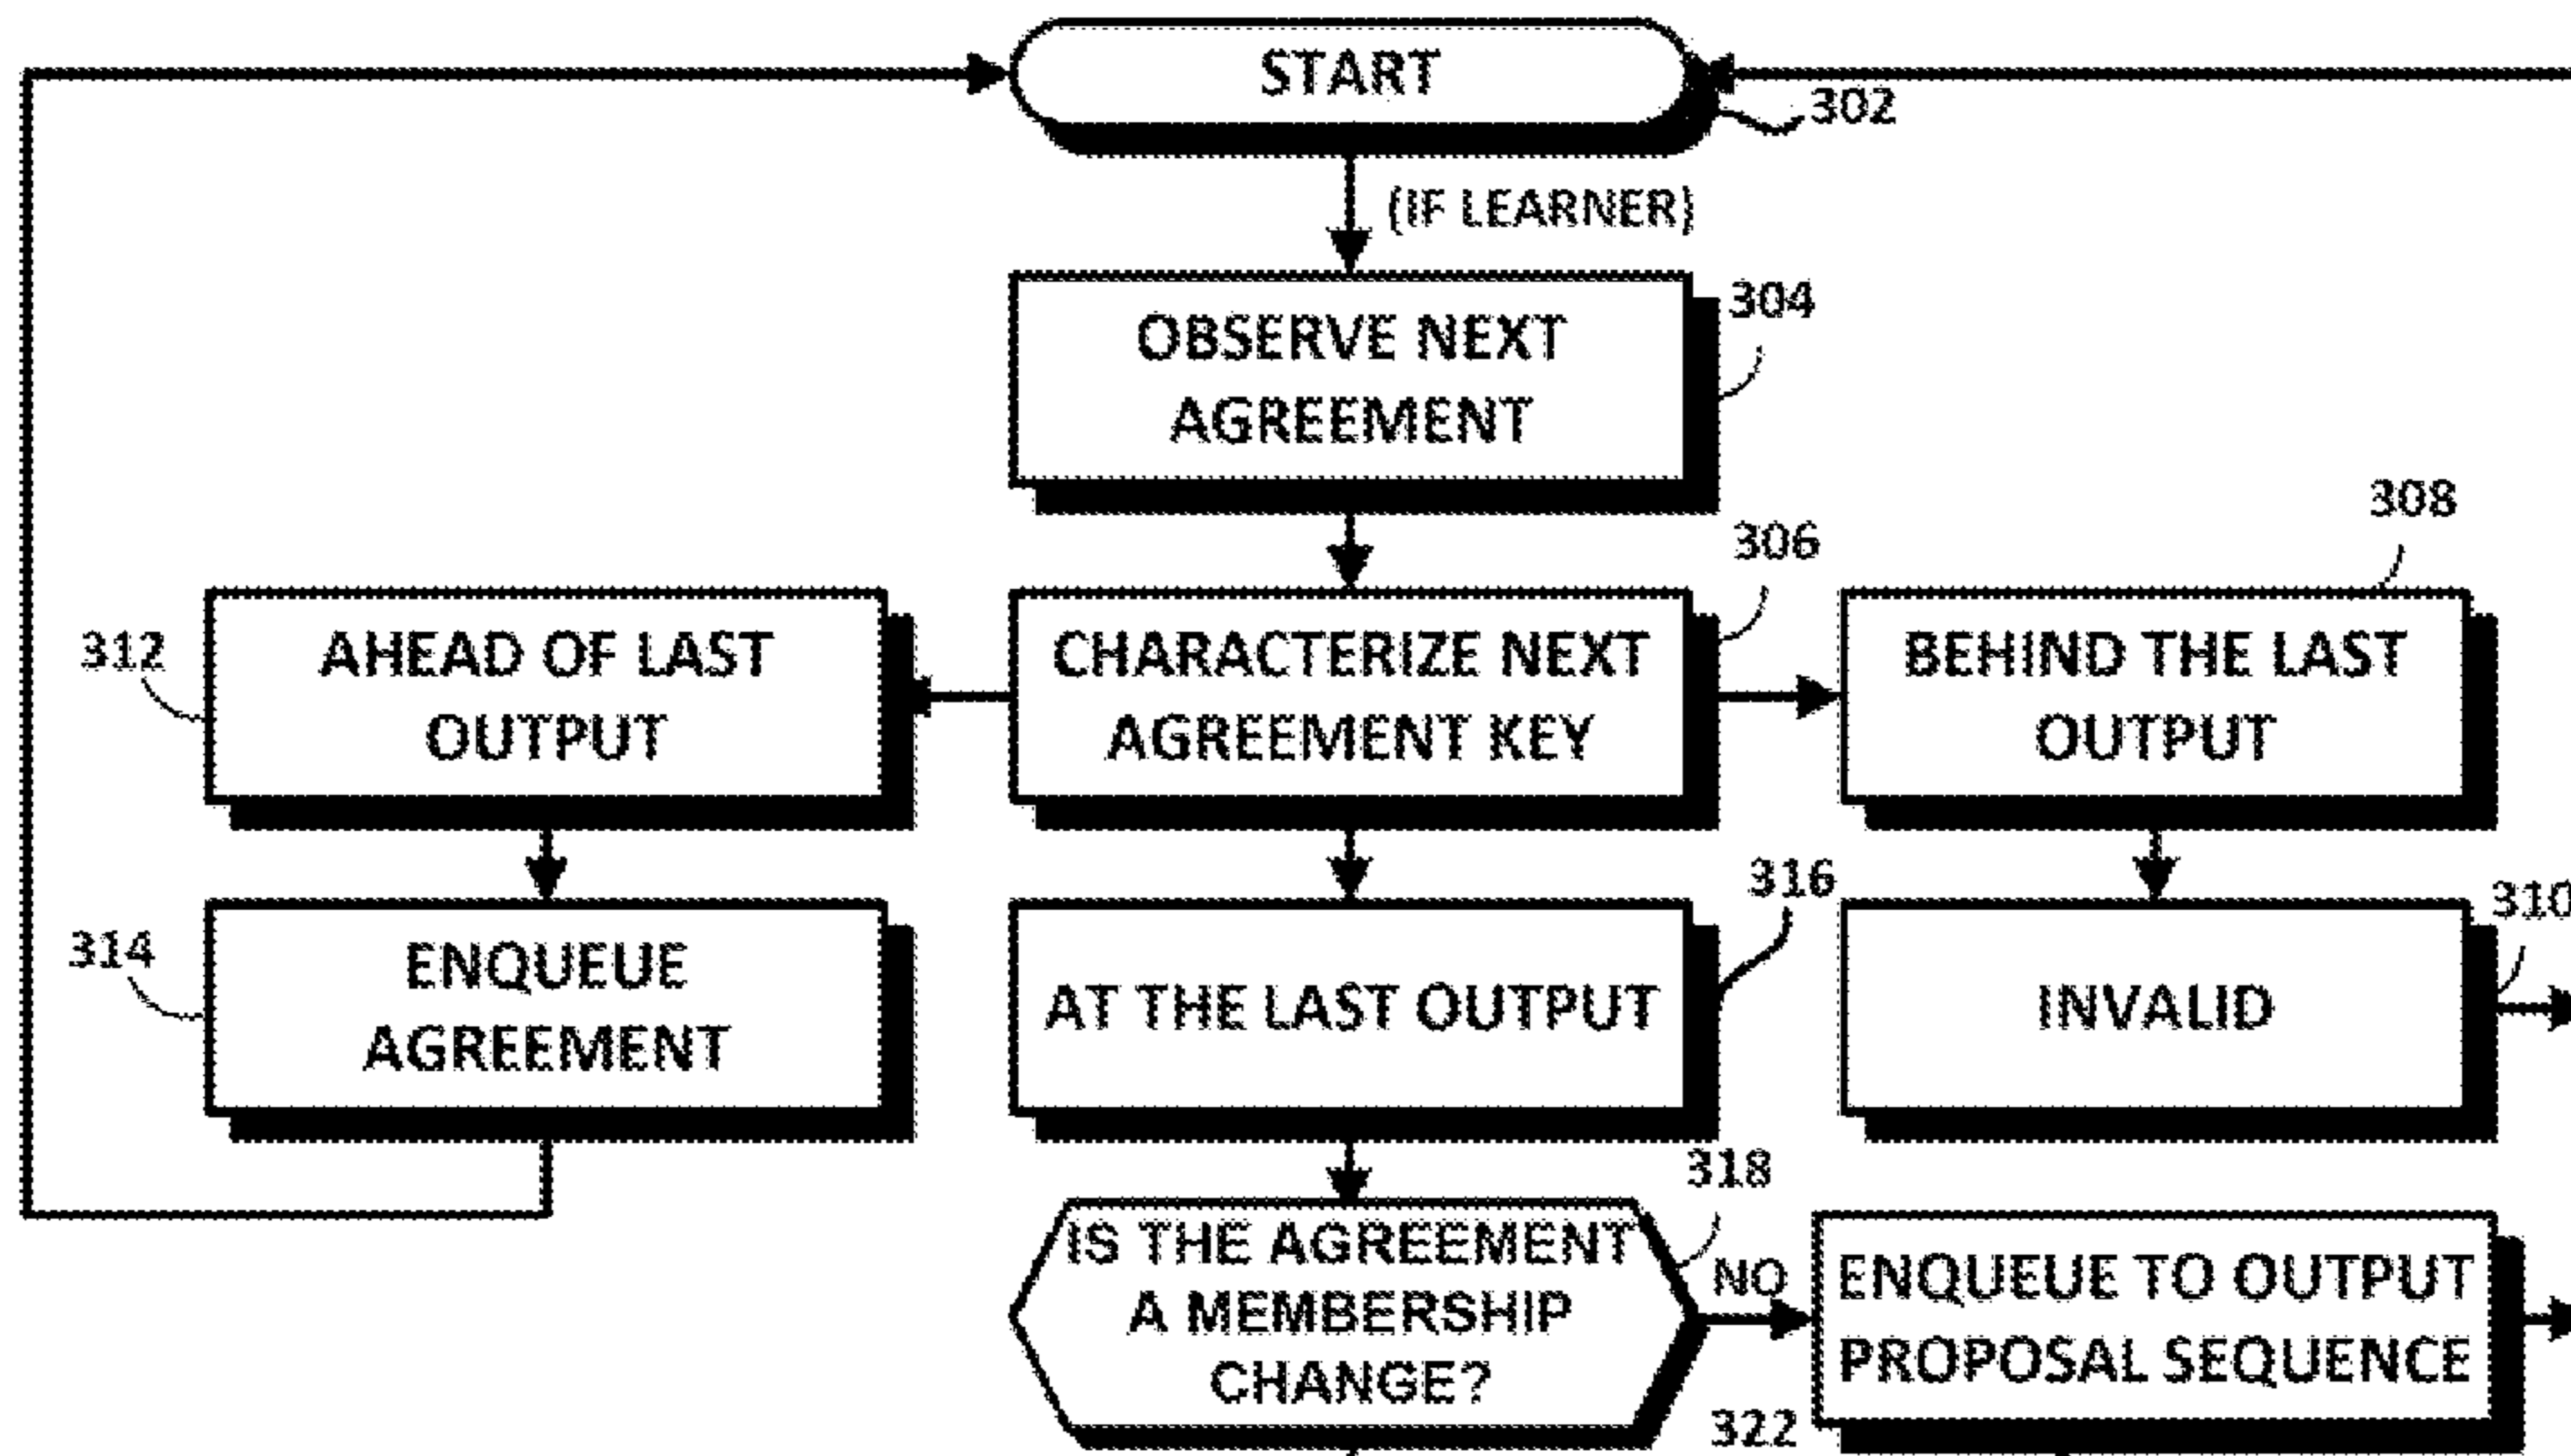 START
302
(IF LEARNER)
304
OBSERVE NEXT
AGREEMENT
306
308
312
AHEAD OF LAST
OUTPUT
CHARACTERIZE NEXT
AGREEMENT KEY
BEHIND THE LAST
OUTPUT
314
ENQUEUE
AGREEMENT
316
AT THE LAST OUTPUT
310
INVALID
318
IS THE AGREEMENT
A MEMBERSHIP
CHANGE?
NO
ENQUEUE TO OUTPUT
PROPOSAL SEQUENCE
322